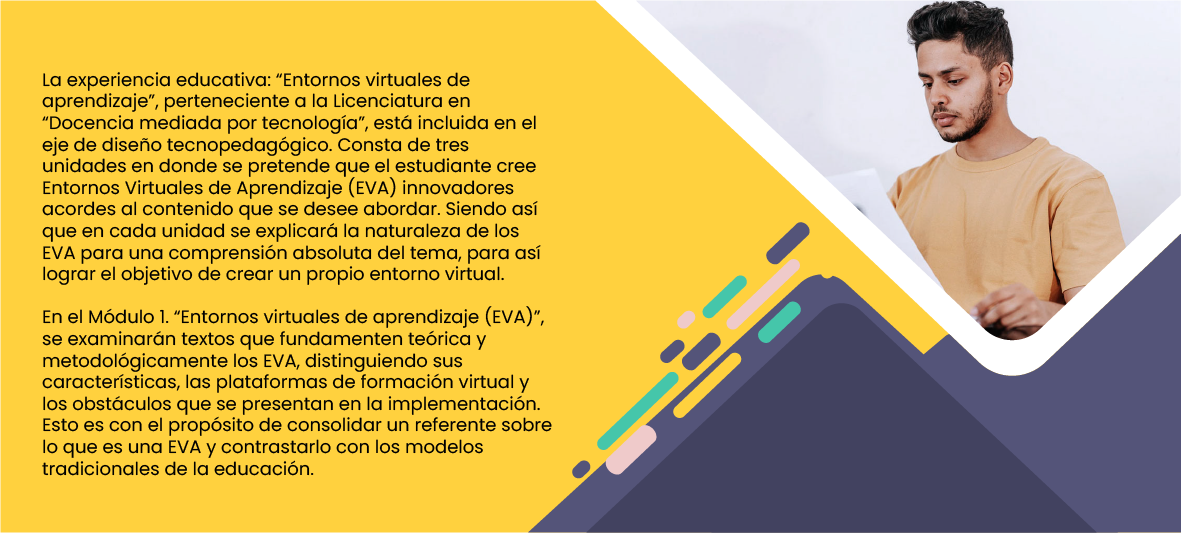 La experiencia educativa: “Entornos virtuales de
aprendizaje”, perteneciente a la Licenciatura en
“Docencia mediada por tecnología”, está incluida en el
eje de diseño tecnopedagógico. Consta de tres
unidades en donde se pretende que el estudiante cree
Entornos Virtuales de Aprendizaje (EVA) innovadores
acordes al contenido que se desee abordar. Siendo así
que en cada unidad se explicará la naturaleza de los
EVA para una comprensión absoluta del tema, para así
lograr el objetivo de crear un propio entorno virtual.

En el Módulo 1. “Entornos virtuales de aprendizaje (EVA)”,
se examinarán textos que fundamenten teórica y
metodológicamente los EVA, distinguiendo sus
características, las plataformas de formación virtual y
los obstáculos que se presentan en la implementación.
Esto es con el propósito de consolidar un referente sobre
lo que es una EVA y contrastarlo con los modelos
tradicionales de la educación.